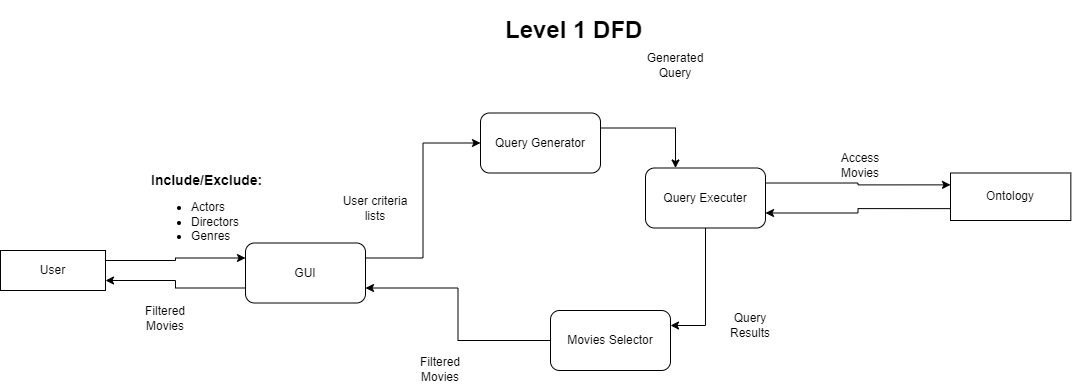 Level 1 DFD
Generated
Query
Query Generator
Access
Movies
Include/Exclude:
Actors
Directors
Genres
User criteria
lists
Query Executer
Ontology
User
GUI
Filtered
Movies
Query
Results
Movies Selector
Filtered
Movies